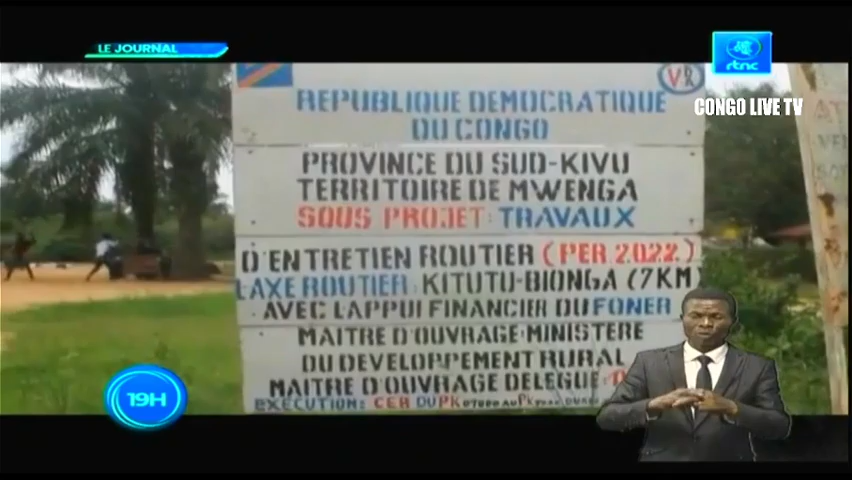 LE JOURNAL
rtnc
CONGO LIVE TV
VR
REPUBLIQUE DEMOCRATIQUE
DU CONGO
PROVINCE DU SUD-KIVU
TERRITOIRE DE MWENGA
SOUS PROJET: TRAVAUX
D'ENTRETIEN ROUTIER (PER 2022)
L'AXE ROUTIER: KITUTU-BIONGA (7KM)
AVEC L'APPUI FINANCIER DU FONER
MAITRE D'OUVRAGE: MINISTERE
DU DEVELOPPEMENT RURAL
MAITRE D'OUVRAGE DELEGUE:
EXECUTION: CER DU PK AU PK
19H